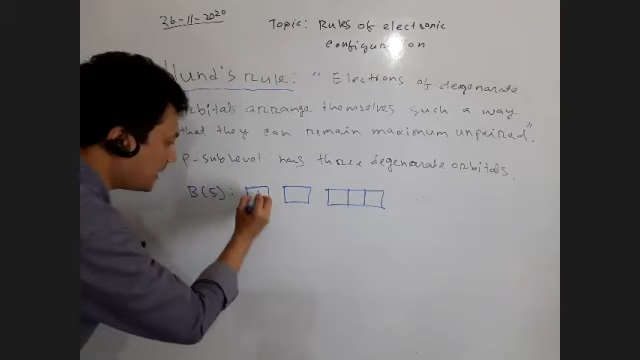 26-11-2020
Topic: Rules of electronic
configuration
Hund's rule: "Electrons of degenarate
orbitals arrange themselves such a way
that they can remain maximum unpaired".
P-sublevel has three degenarate orbitals.
B(5):